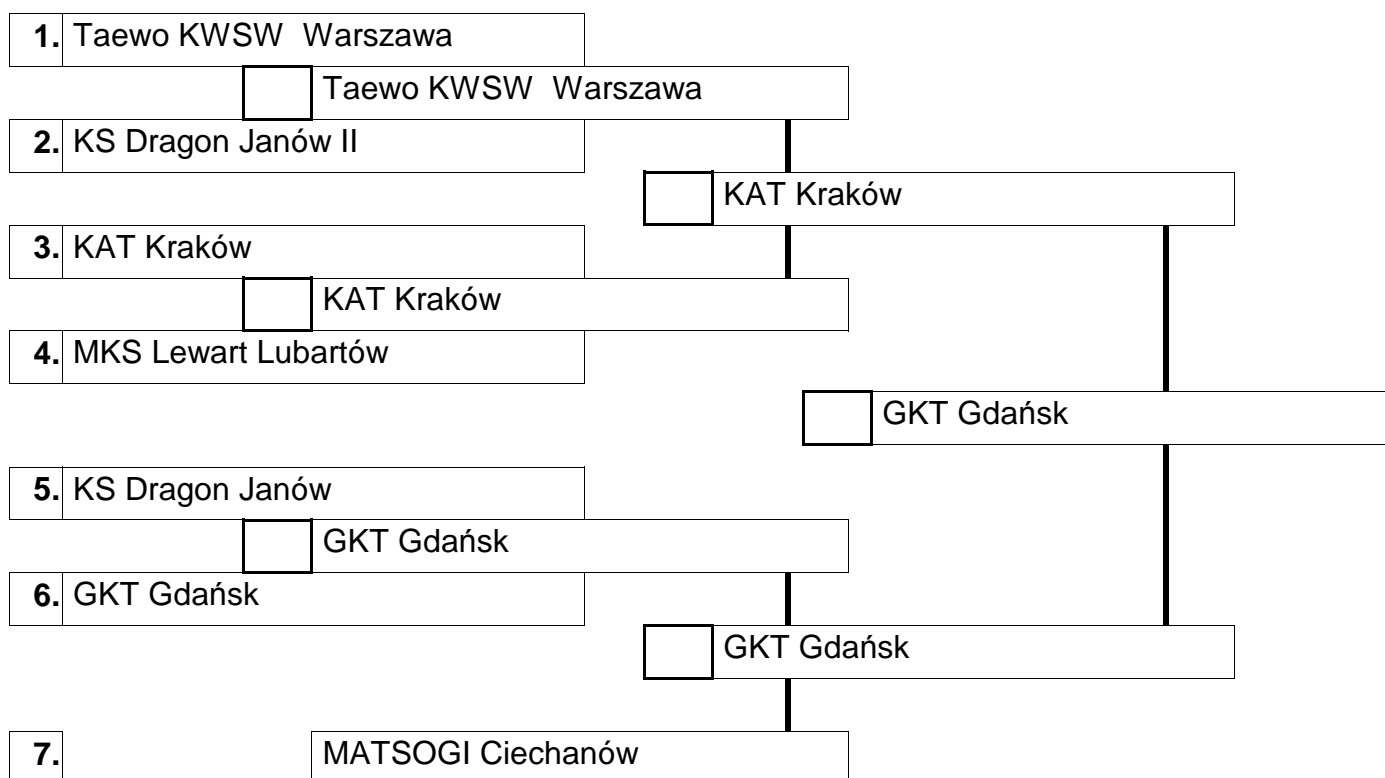 1. Taewo KWSW  Warszawa
Taewo KWSW  Warszawa
2. KS Dragon Janów II
KAT Kraków
3. KAT Kraków
KAT Kraków
4. MKS Lewart Lubartów
GKT Gdańsk
5. KS Dragon Janów
GKT Gdańsk
6. GKT Gdańsk
GKT Gdańsk
7. MATSOGI Ciechanów